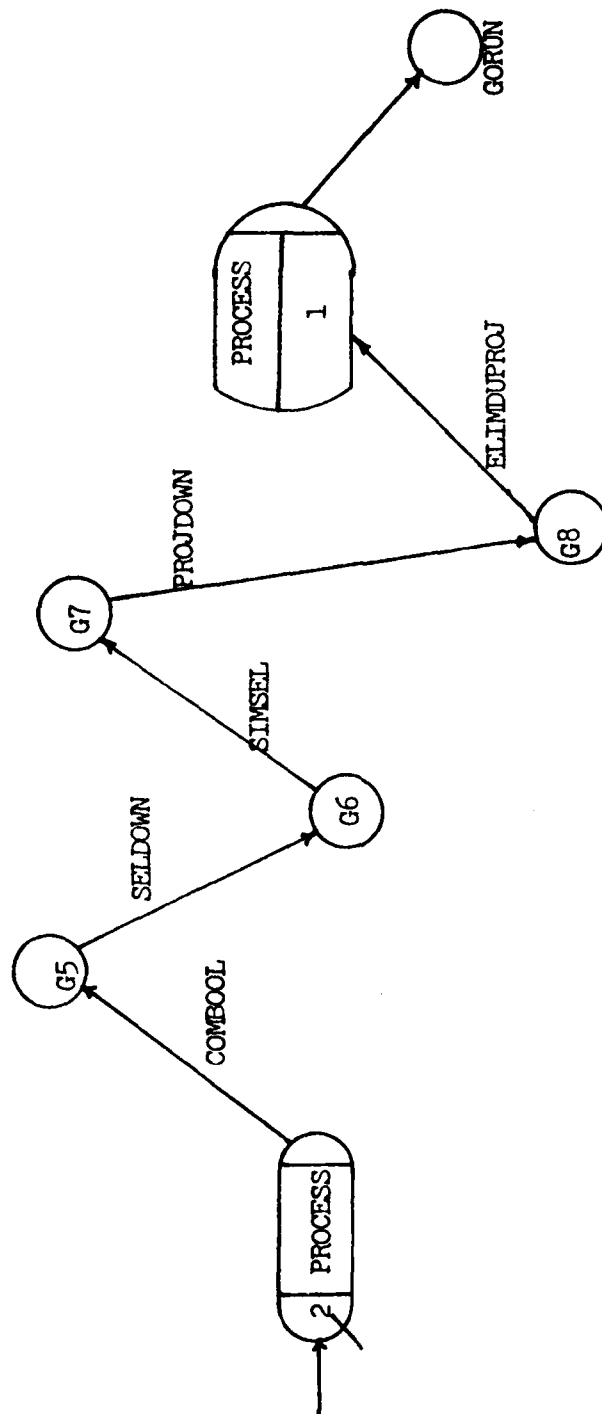 2
PROCESS
COMBOOL
G5
SELDOWN
G6
SIMSEL
G7
PROJDOWN
G8
ELIMDUPROJ
PROCESS
1
GORUN